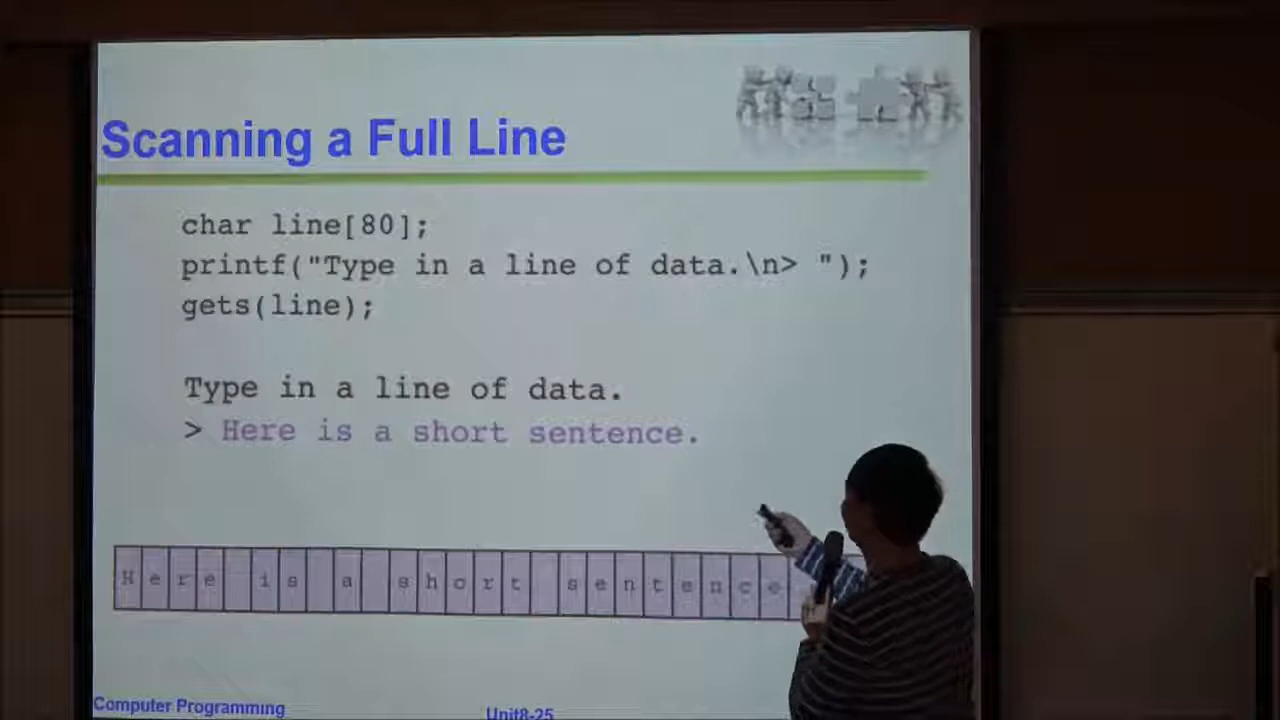 Scanning a Full Line
char line[80];
printf("Type in a line of data.\n> ");
gets(line);
Type in a line of data.
> Here is a short sentence.
H e r e i s a s h o r t s e n t e n c e
Computer Programming
Unit8-25